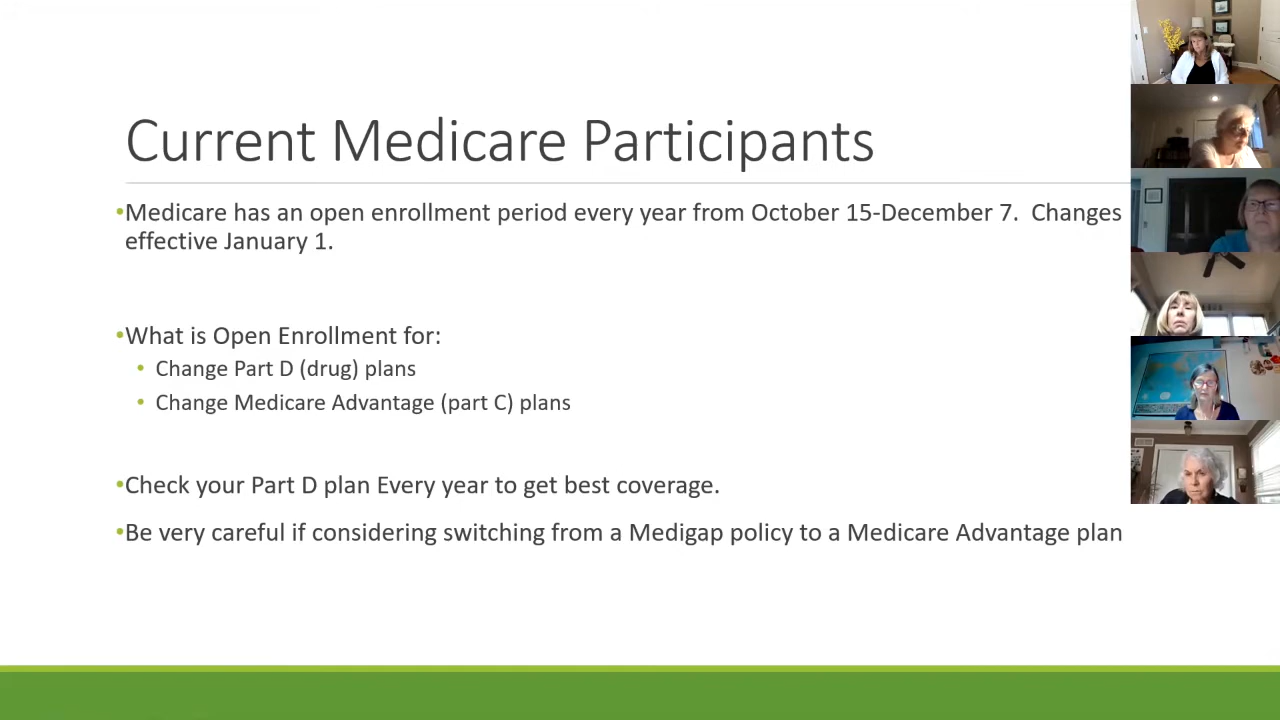 Current Medicare Participants
•Medicare has an open enrollment period every year from October 15-December 7.  Changes
effective January 1.
•What is Open Enrollment for:
• Change Part D (drug) plans
• Change Medicare Advantage (part C) plans
•Check your Part D plan Every year to get best coverage.
•Be very careful if considering switching from a Medigap policy to a Medicare Advantage plan